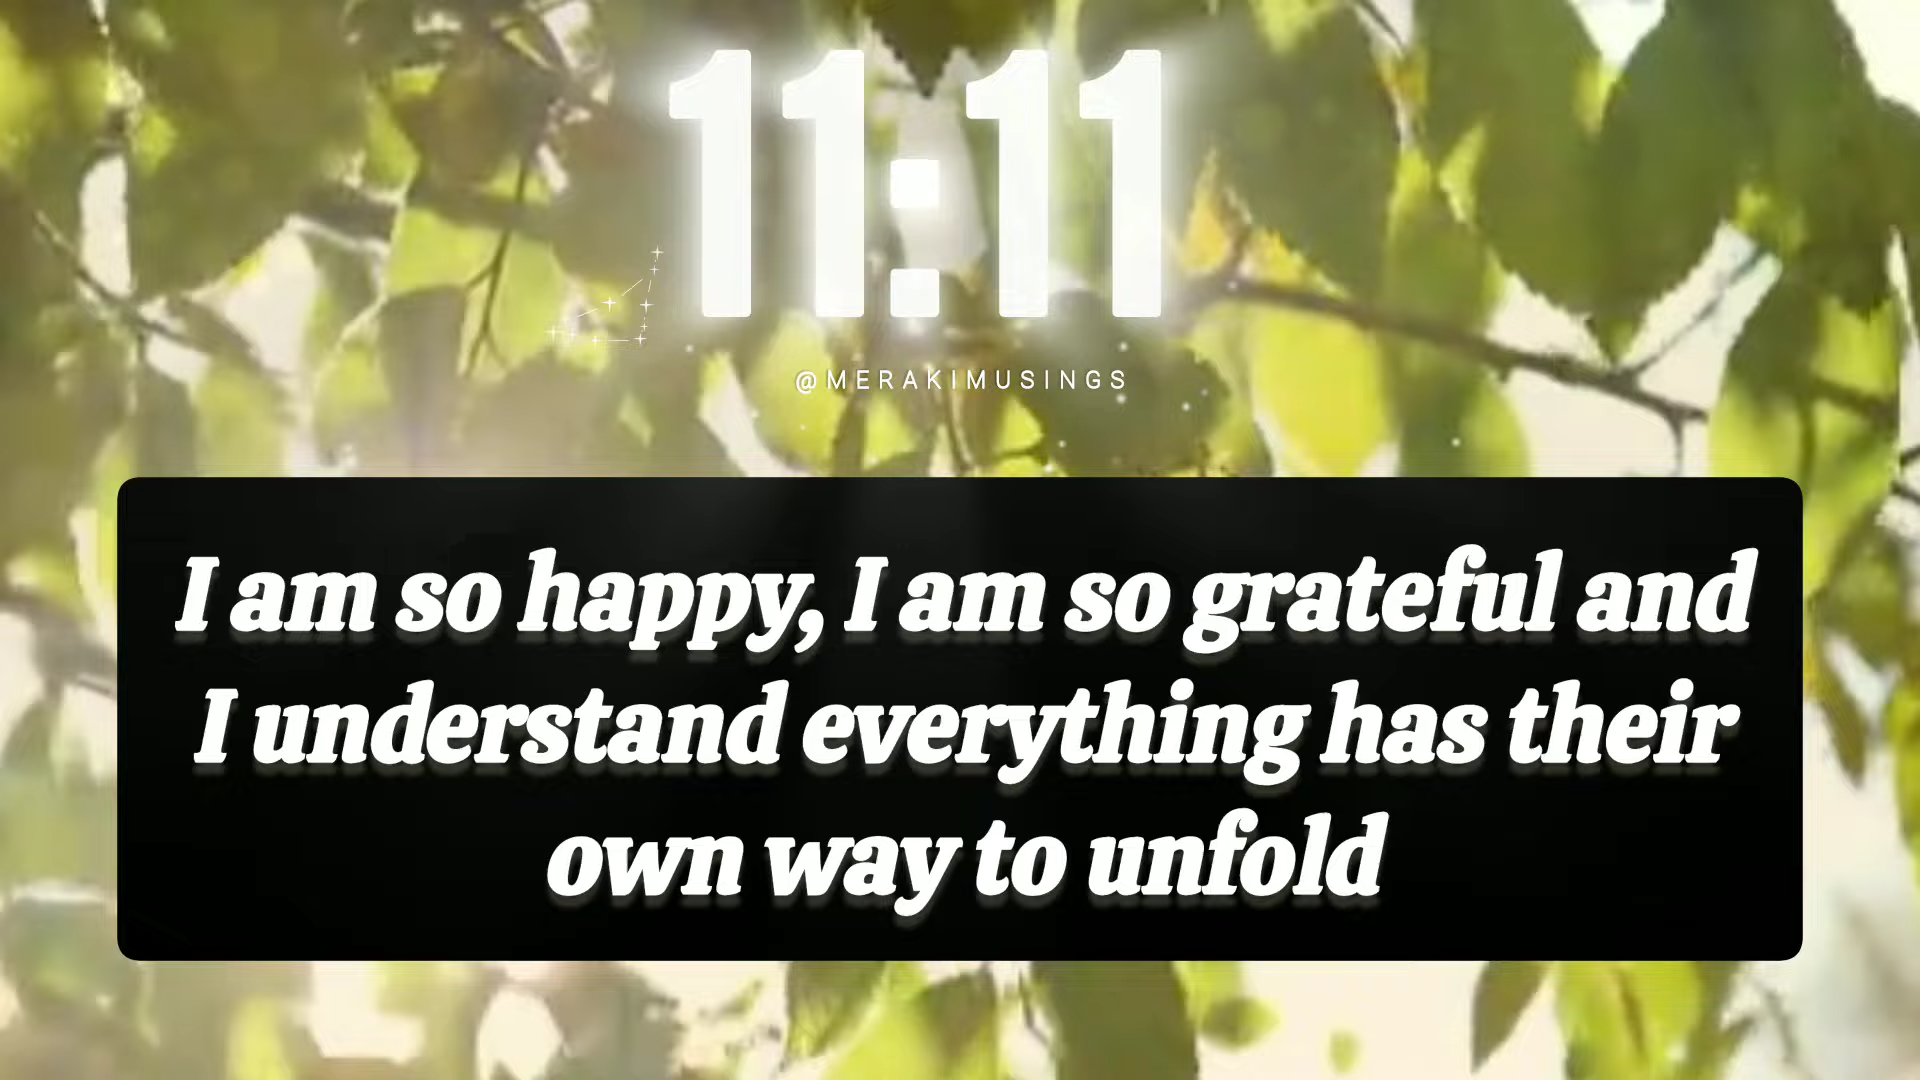 11:11
@MERAKIMUSINGS
I am so happy, I am so grateful and
I understand everything has their
own way to unfold